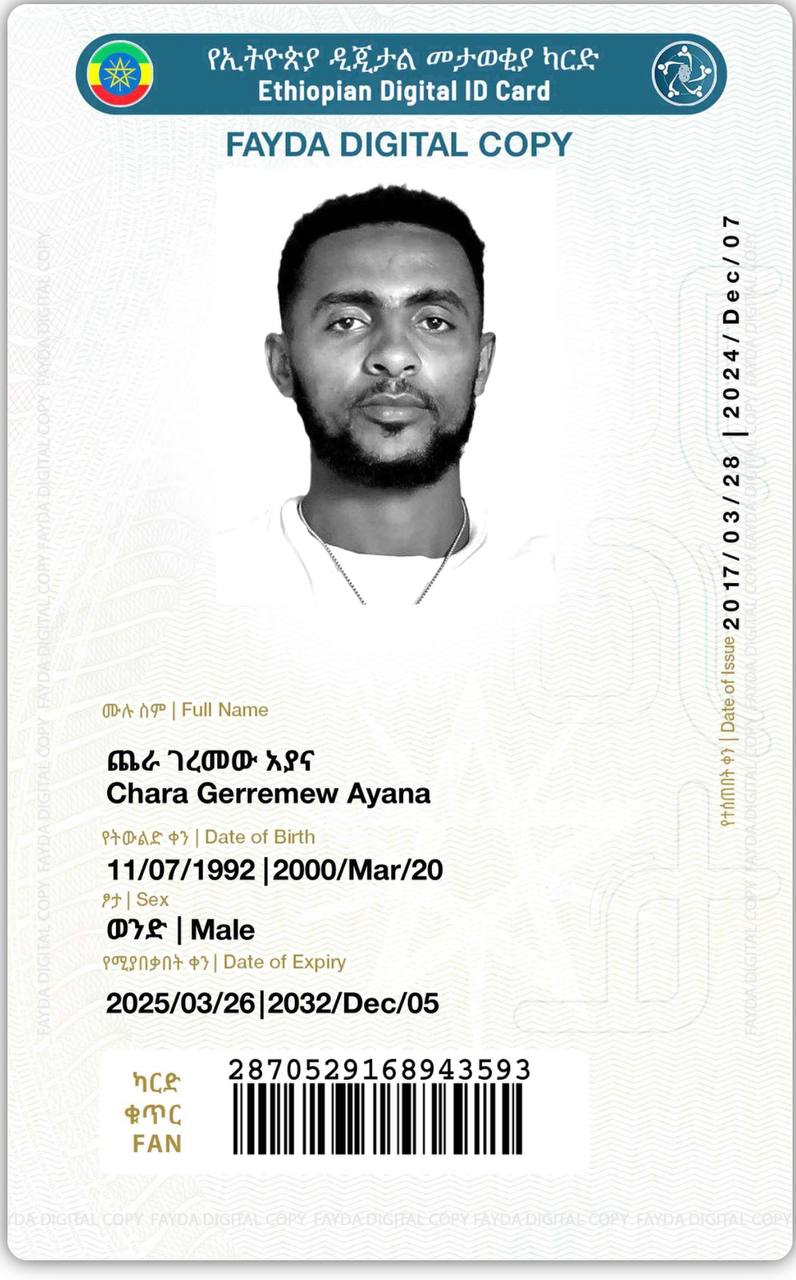 የኢትዮጵያ ዲጂታል መታወቂያ ካርድ
Ethiopian Digital ID Card
FAYDA DIGITAL COPY
ሙሉ ስም | Full Name
ጨራ ገረመው አያና
Chara Gerremew Ayana
የትውልድ ቀን | Date of Birth
11/07/1992 | 2000/Mar/20
ፆታ | Sex
ወንድ | Male
የሚያበቃበት ቀን | Date of Expiry
2025/03/26 | 2032/Dec/05
የተሰጠበት ቀን | Date of Issue 2017/03/28 | 2024/Dec/07
ካርድ
ቁጥር
FAN
2870529168943593
FAYDA DIGITAL COPY FAYDA DIGITAL COPY FAYDA DIGITAL COPY FAYDA DIGITAL COPY